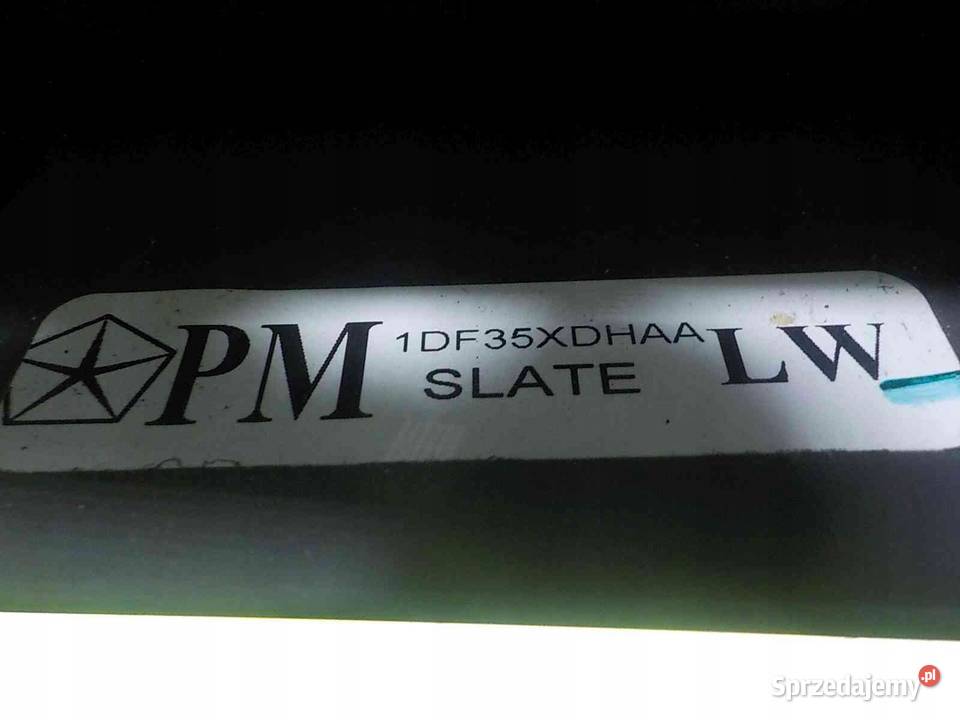 PM 1DF35XDHAA LW
SLATE
Sprzedajemy.pl